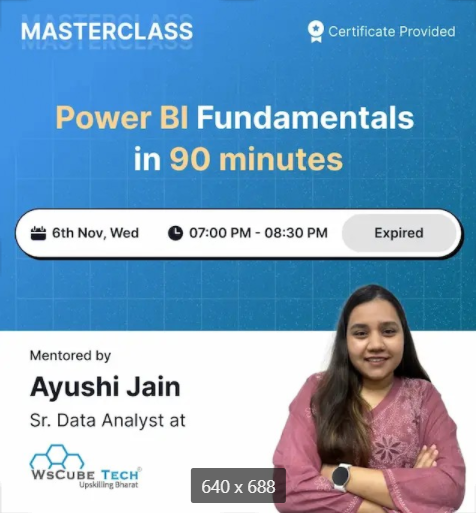 MASTERCLASS
Certificate Provided
Power BI Fundamentals
in 90 minutes
6th Nov, Wed
07:00 PM - 08:30 PM
Expired
Mentored by
Ayushi Jain
Sr. Data Analyst at
WsCube Tech
Upskilling Bharat
640 x 688